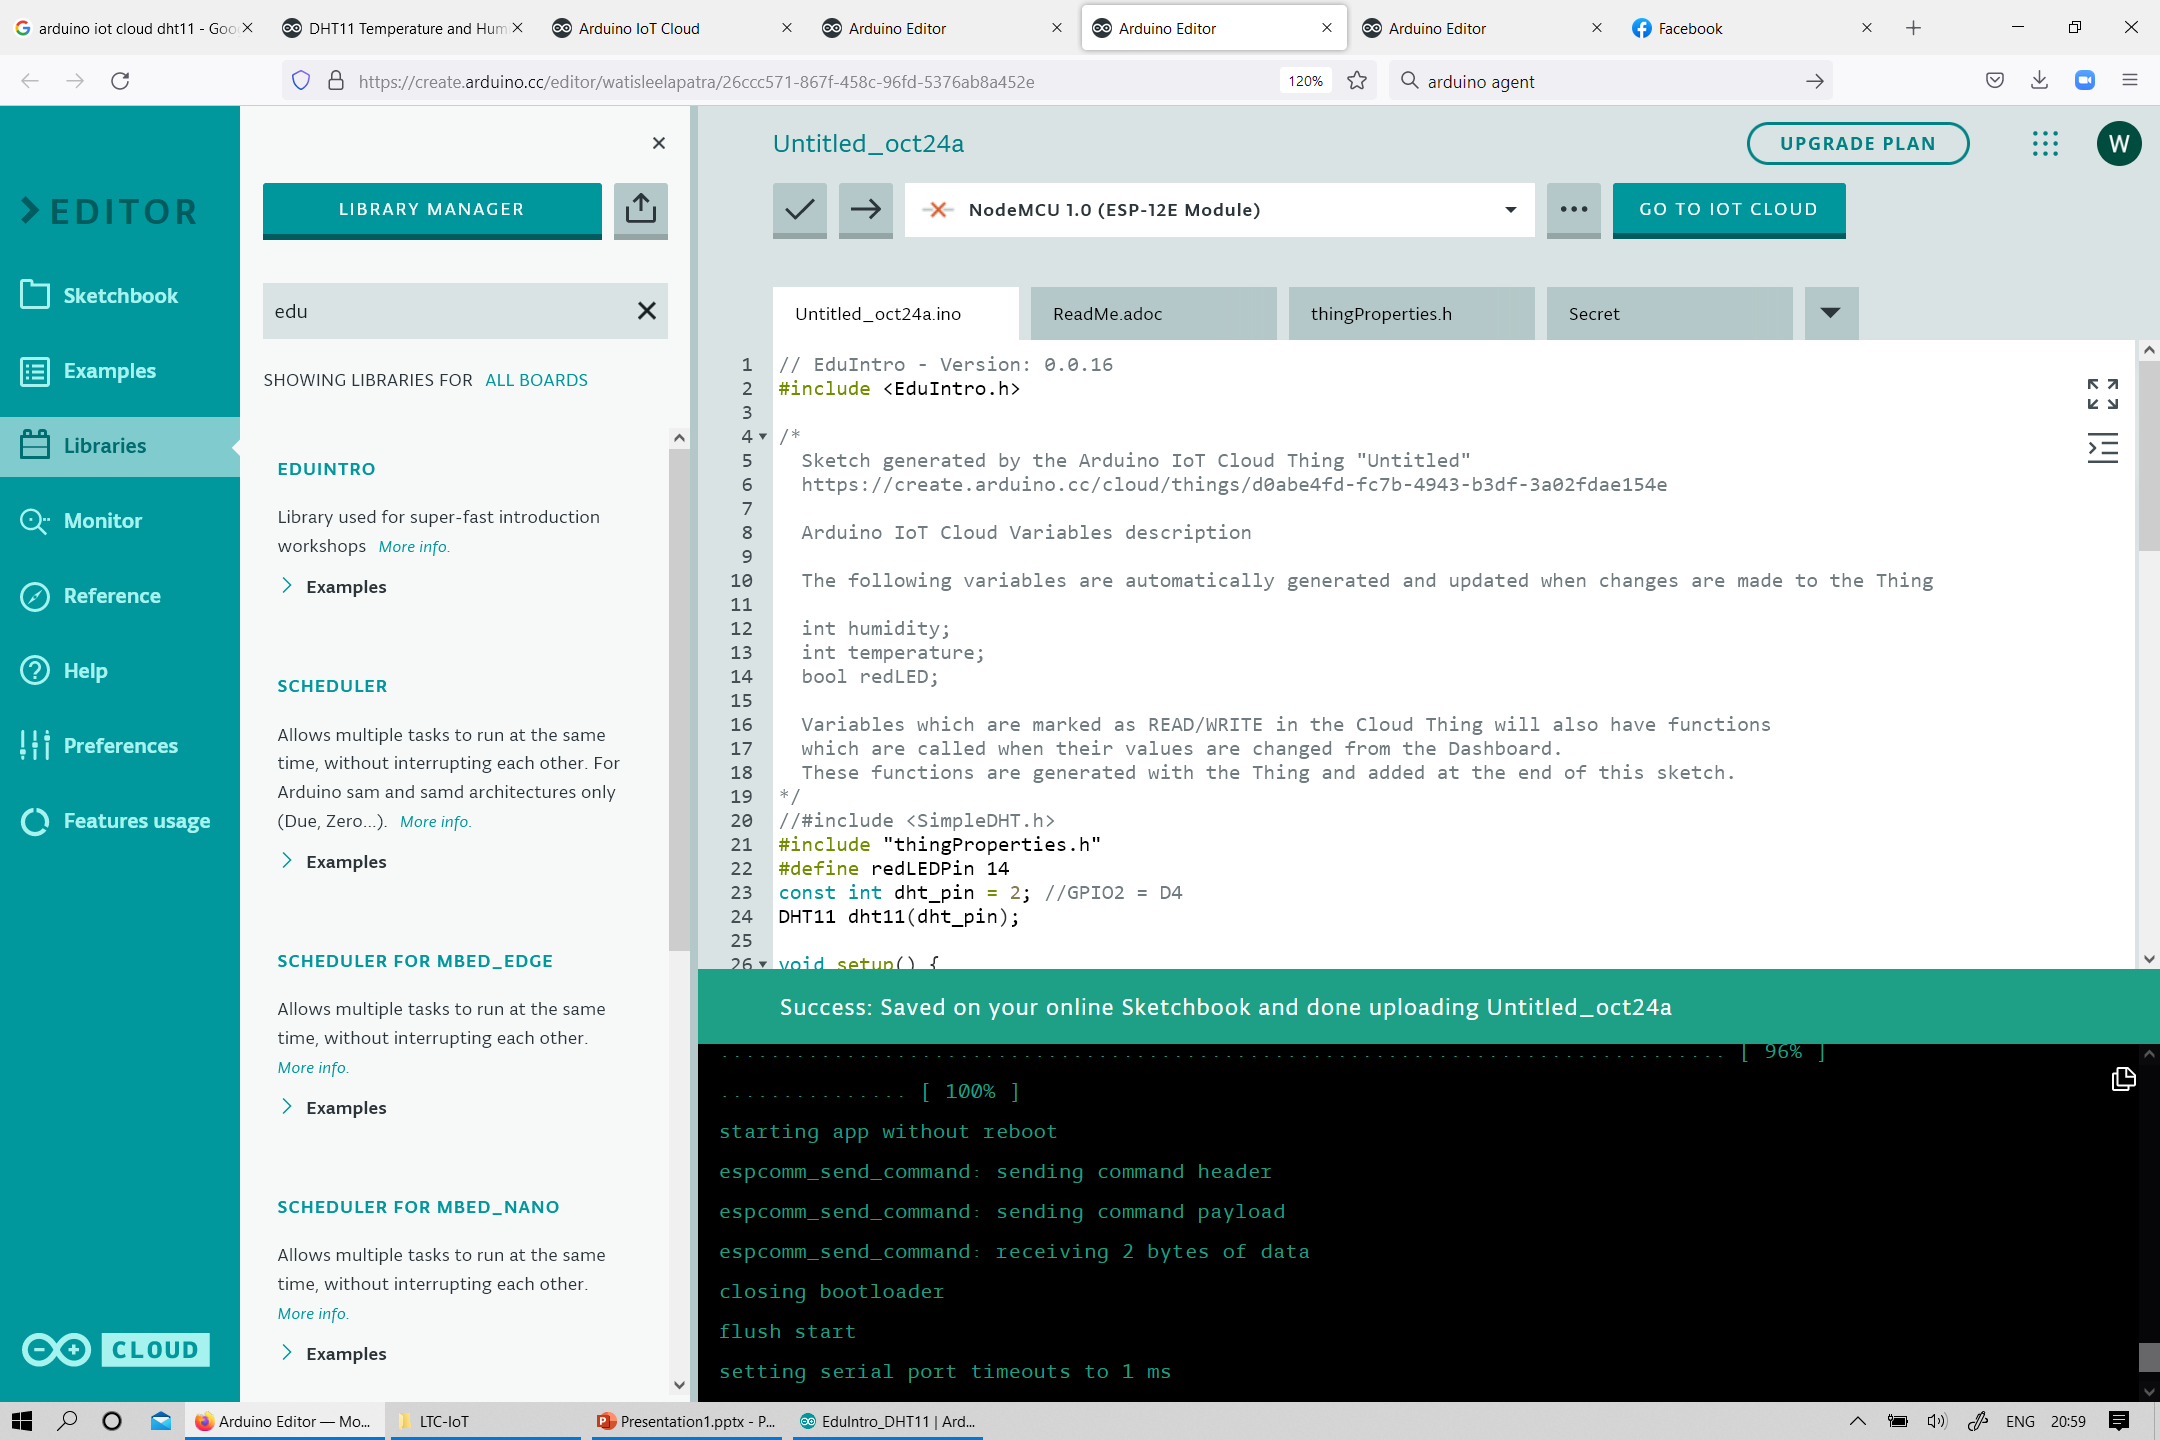 arduino iot cloud dht11 - Goo
DHT11 Temperature and Hum
Arduino IoT Cloud
Arduino Editor
Arduino Editor
Arduino Editor
Facebook
https://create.arduino.cc/editor/watisleelapatra/26ccc571-867f-458c-96fd-5376ab8a452e
120%
arduino agent
EDITOR
Sketchbook
Examples
Libraries
Monitor
Reference
Help
Preferences
Features usage
CLOUD
LIBRARY MANAGER
edu
SHOWING LIBRARIES FOR ALL BOARDS
EDUINTRO
Library used for super-fast introduction
workshops More info.
Examples
SCHEDULER
Allows multiple tasks to run at the same
time, without interrupting each other. For
Arduino sam and samd architectures only
(Due, Zero...). More info.
Examples
SCHEDULER FOR MBED_EDGE
Allows multiple tasks to run at the same
time, without interrupting each other.
More info.
Examples
SCHEDULER FOR MBED_NANO
Allows multiple tasks to run at the same
time, without interrupting each other.
More info.
Examples
Untitled_oct24a
UPGRADE PLAN
W
NodeMCU 1.0 (ESP-12E Module)
GO TO IOT CLOUD
Untitled_oct24a.ino
ReadMe.adoc
thingProperties.h
Secret
1 // EduIntro - Version: 0.0.16
2 #include <EduIntro.h>
3
4 /*
5 Sketch generated by the Arduino IoT Cloud Thing "Untitled"
6 https://create.arduino.cc/cloud/things/d0abe4fd-fc7b-4943-b3df-3a02fdae154e
7
8 Arduino IoT Cloud Variables description
9
10 The following variables are automatically generated and updated when changes are made to the Thing
11
12 int humidity;
13 int temperature;
14 bool redLED;
15
16 Variables which are marked as READ/WRITE in the Cloud Thing will also have functions
17 which are called when their values are changed from the Dashboard.
18 These functions are generated with the Thing and added at the end of this sketch.
19 */
20 //#include <SimpleDHT.h>
21 #include "thingProperties.h"
22 #define redLEDPin 14
23 const int dht_pin = 2; //GPIO2 = D4
24 DHT11 dht11(dht_pin);
25
26 void setup() {
Success: Saved on your online Sketchbook and done uploading Untitled_oct24a
[ 96% ]
............... [ 100% ]
starting app without reboot
espcomm_send_command: sending command header
espcomm_send_command: sending command payload
espcomm_send_command: receiving 2 bytes of data
closing bootloader
flush start
setting serial port timeouts to 1 ms
Arduino Editor — Mo...
LTC-IoT
Presentation1.pptx - P...
EduIntro_DHT11 | Ard...
ENG
20:59